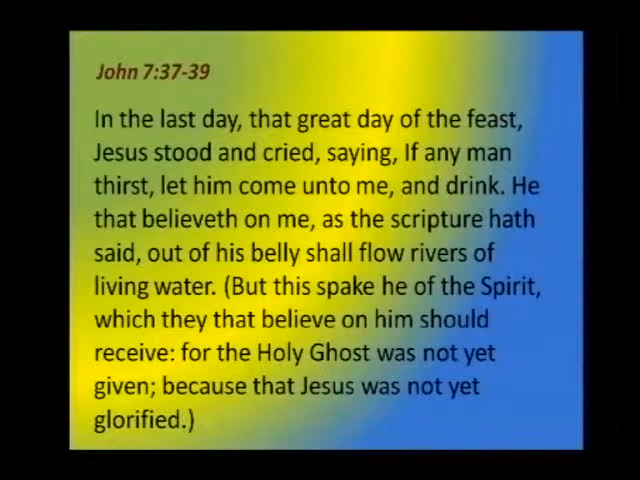 John 7:37-39
In the last day, that great day of the feast,
Jesus stood and cried, saying, If any man
thirst, let him come unto me, and drink. He
that believeth on me, as the scripture hath
said, out of his belly shall flow rivers of
living water. (But this spake he of the Spirit,
which they that believe on him should
receive: for the Holy Ghost was not yet
given; because that Jesus was not yet
glorified.)